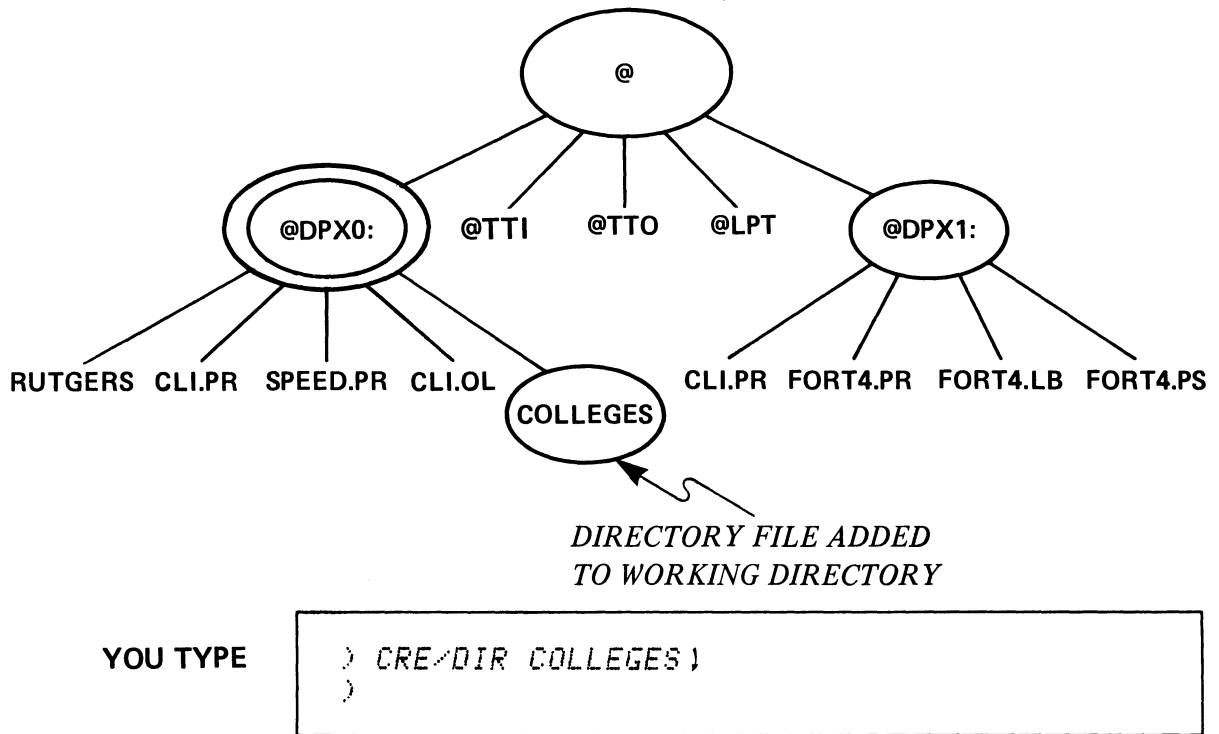 @
@DPX0: @TTI @TTO @LPT @DPX1:
RUTGERS CLI.PR SPEED.PR CLI.OL CLI.PR FORT4.PR FORT4.LB FORT4.PS
COLLEGES
DIRECTORY FILE ADDED
TO WORKING DIRECTORY
YOU TYPE ) CRE/DIR COLLEGES⤸
)